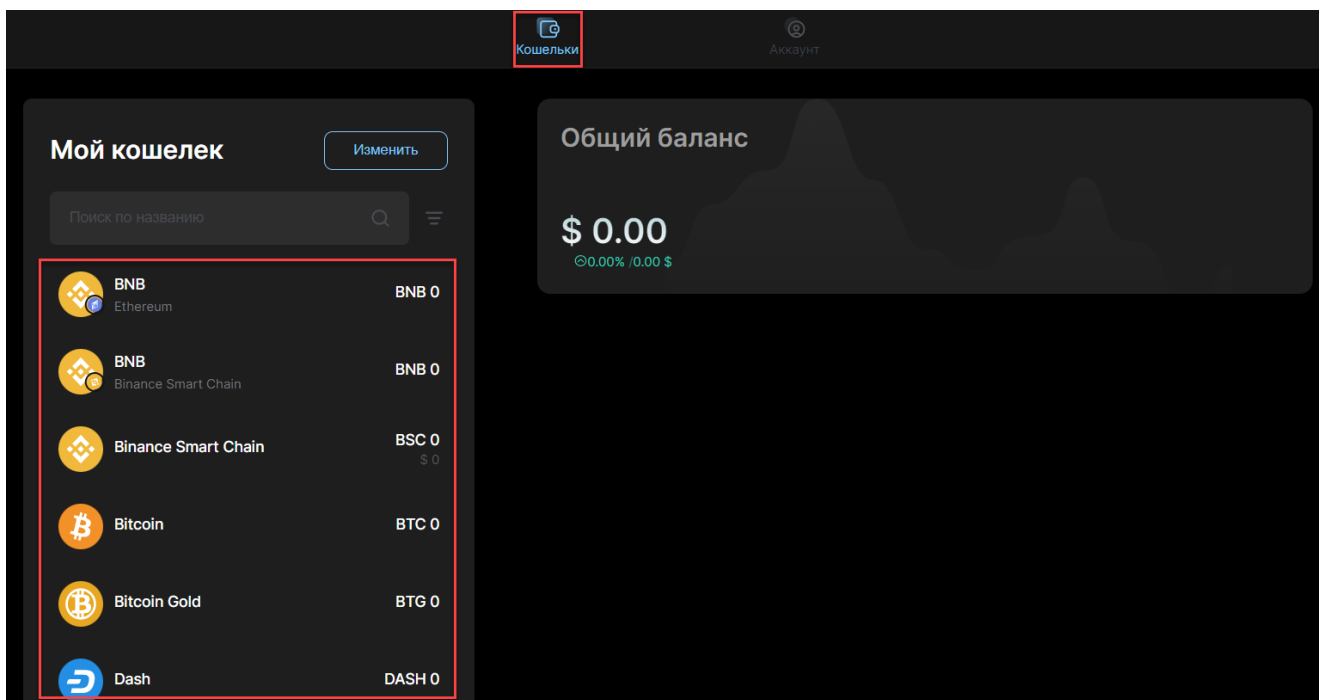 Кошельки
Аккаунт
Мой кошелек
Изменить
Поиск по названию
BNB
Ethereum
BNB 0
BNB
Binance Smart Chain
BNB 0
Binance Smart Chain
BSC 0
$ 0
Bitcoin
BTC 0
Bitcoin Gold
BTG 0
Dash
DASH 0
Общий баланс
$ 0.00
0.00% /0.00 $